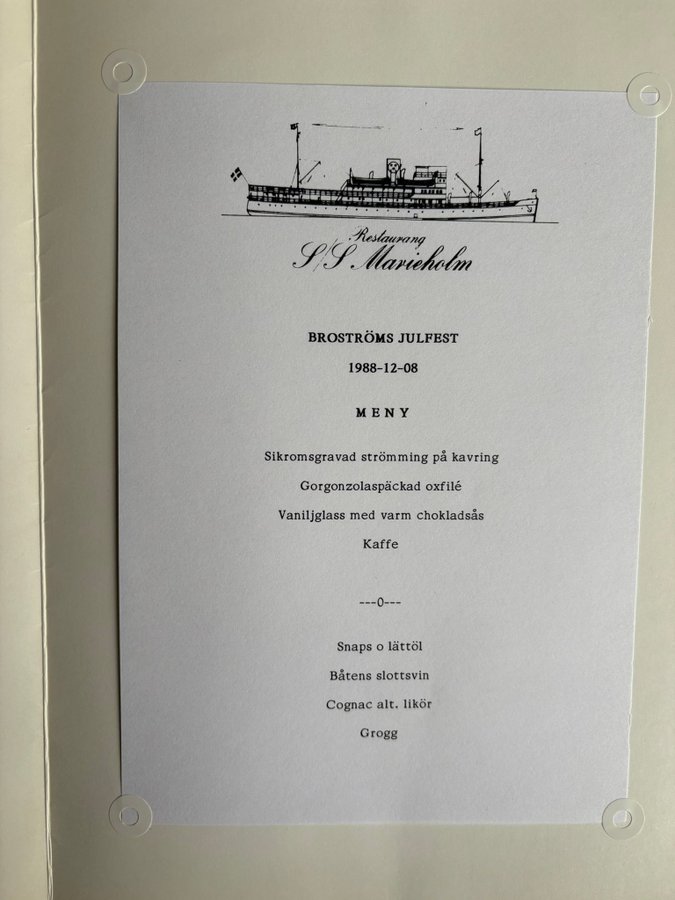 Restaurang
S/S Marieholm
BROSTRÖMS JULFEST
1988-12-08
MENY
Sikromsgravad strömming på kavring
Gorgonzolaspäckad oxfilé
Vaniljglass med varm chokladsås
Kaffe
---0---
Snaps o lättöl
Båtens slottsvin
Cognac alt. likör
Grogg